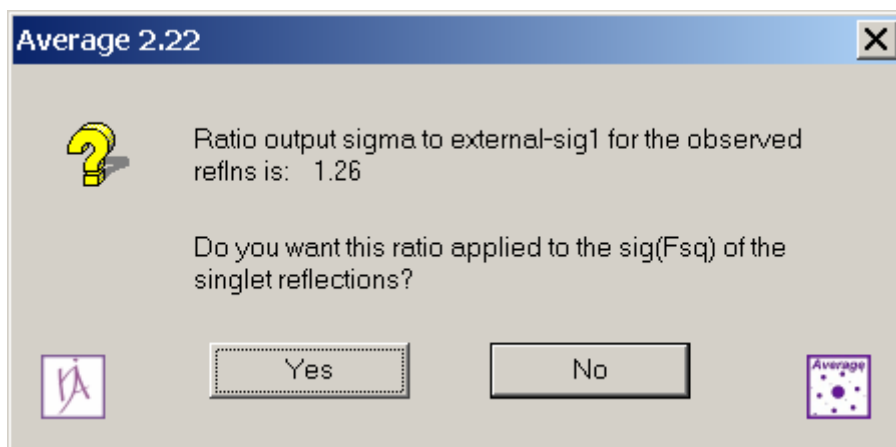 Average 2.22
Ratio output sigma to external-sig1 for the observed
reflns is: 1.26
Do you want this ratio applied to the sig(Fsq) of the
singlet reflections?
Yes
No
Average